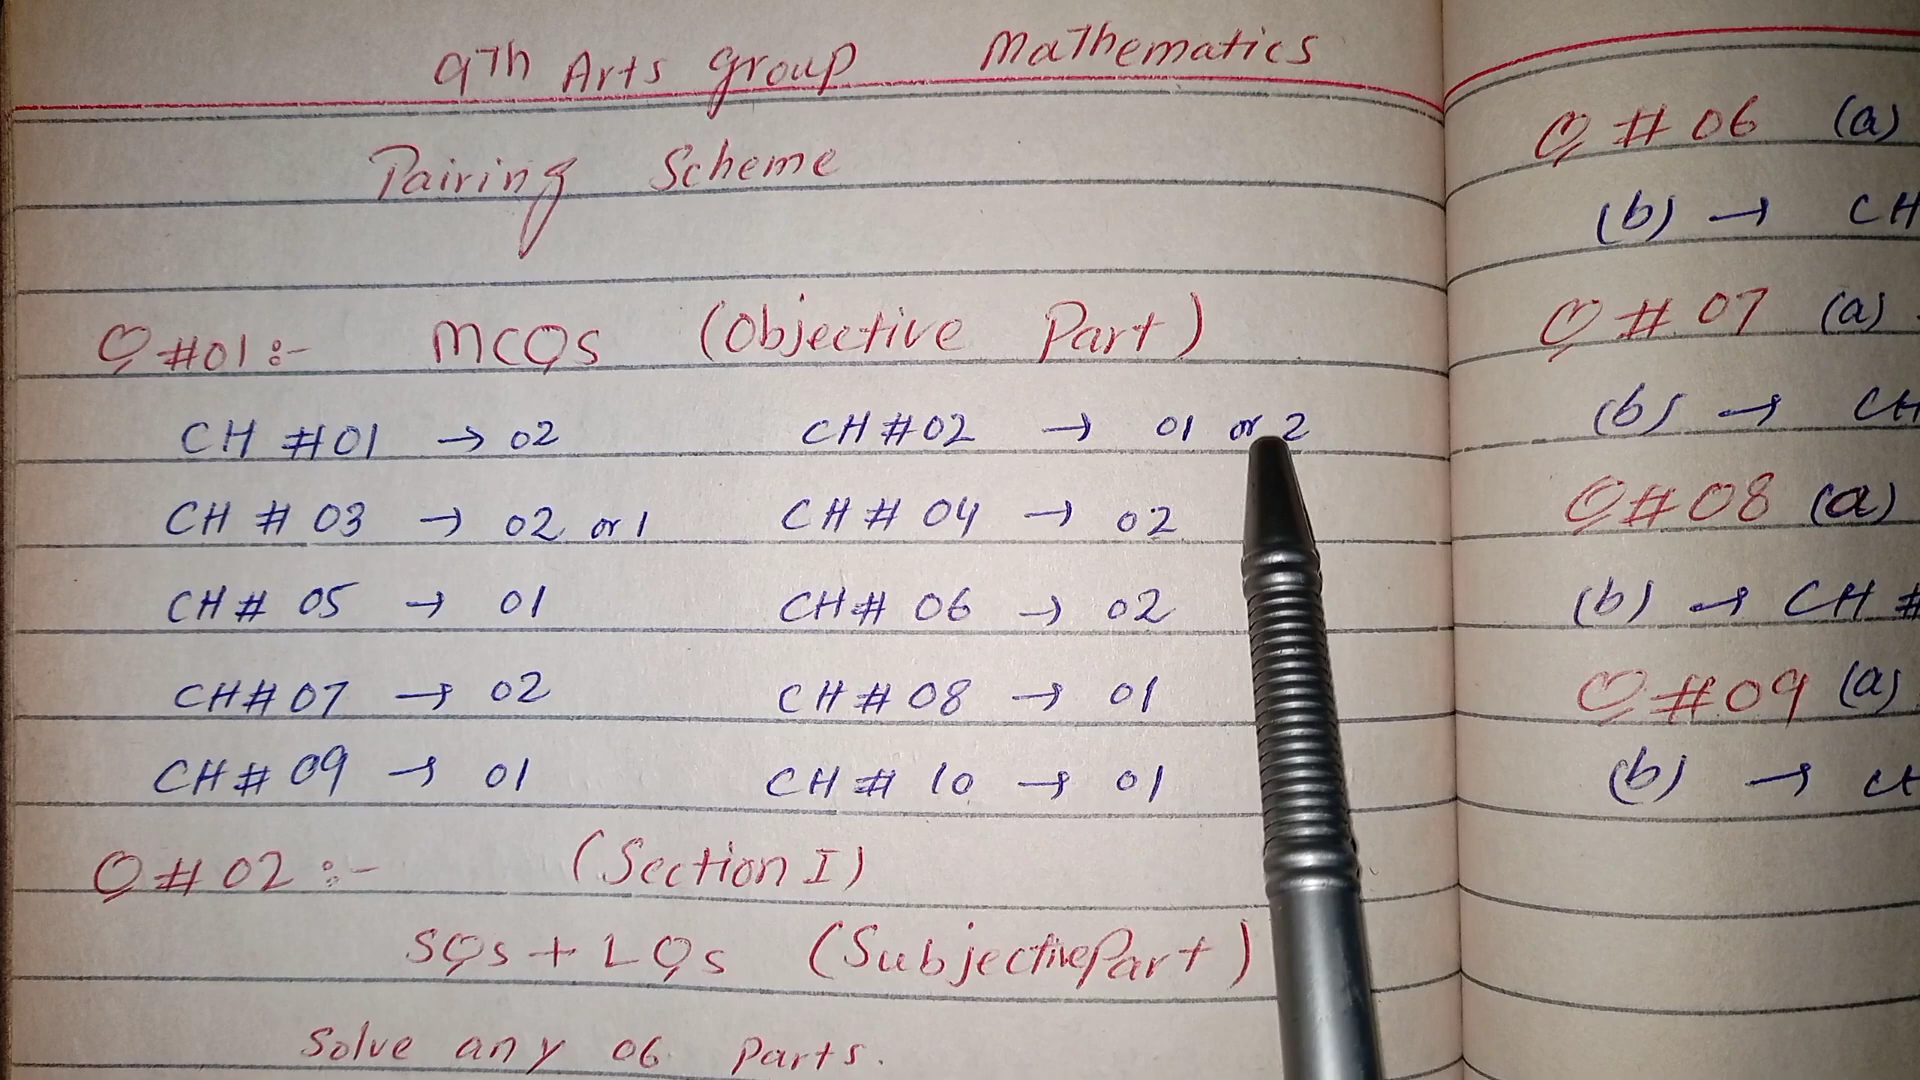 9Th Arts group Mathematics
Pairing Scheme
Q #01:- MCQs (Objective Part)
CH #01 → 02 CH #02 → 01 or 2
CH # 03 → 02 or 1 CH # 04 → 02
CH # 05 → 01 CH # 06 → 02
CH # 07 → 02 CH # 08 → 01
CH # 09 → 01 CH # 10 → 01
Q # 02:- (Section I)
SQs + LQs (Subjective Part)
Solve any 06 Parts.
Q # 06 (a)
(b) → CH
Q # 07 (a)
(b) → CH
Q # 08 (a)
(b) → CH #
Q # 09 (a)
(b) →